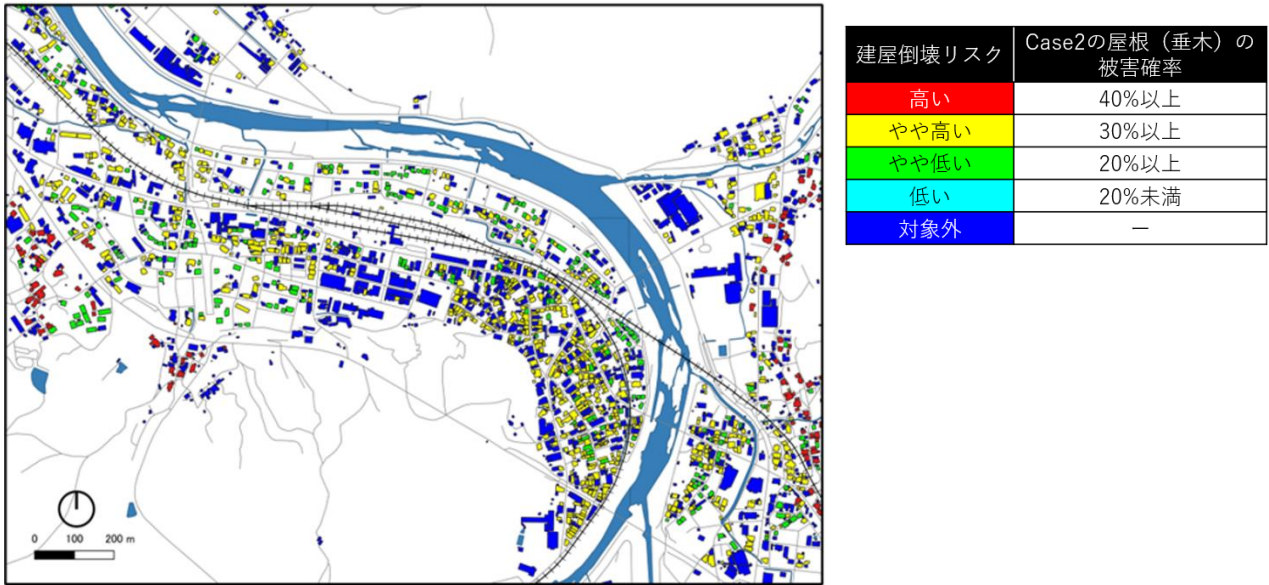 建屋倒壊リスク
Case2の屋根（垂木）の
被害確率
高い
40%以上
やや高い
30%以上
やや低い
20%以上
低い
20%未満
対象外
ー
0 100 200 m